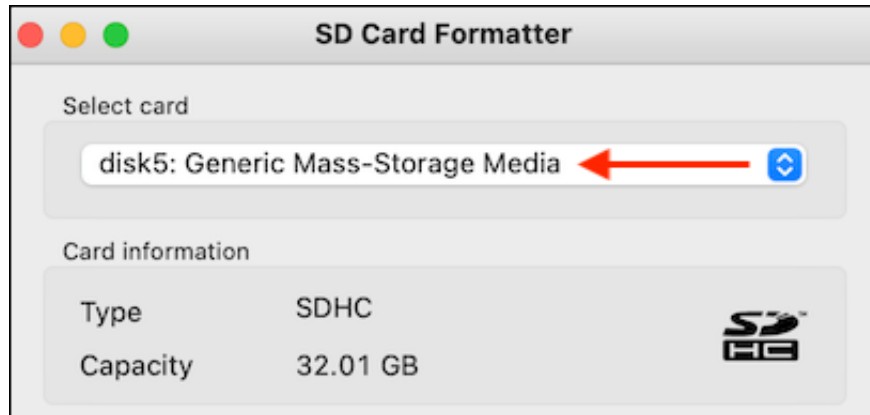 SD Card Formatter
Select card
disk5: Generic Mass-Storage Media
Card information
Type SDHC
SD
HC
Capacity 32.01 GB